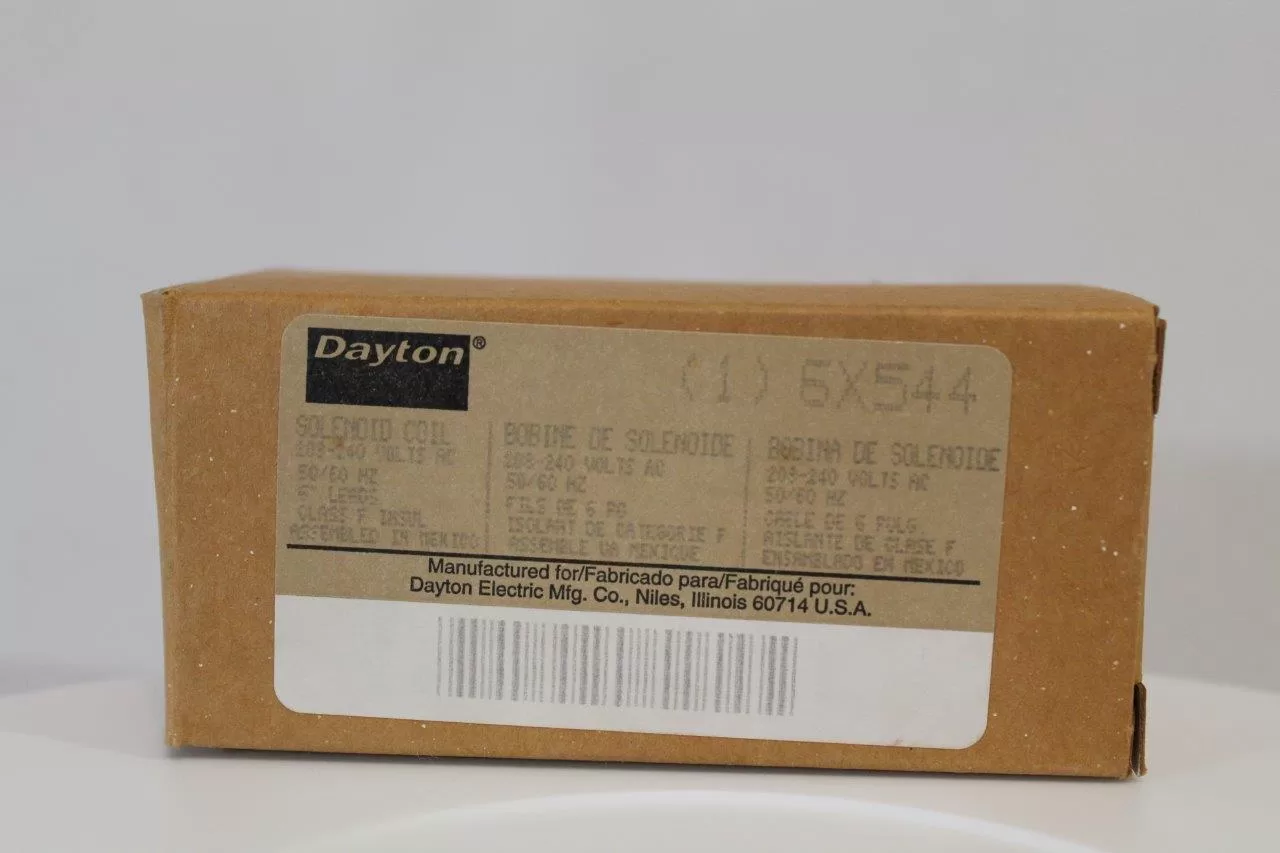 Dayton®
(1) 6X544
SOLENOID COIL
208-240 VOLTS AC
50/60 HZ
6" LEADS
CLASS F INSUL
ASSEMBLED IN MEXICO
BOBINE DE SOLENOIDE
208-240 VOLTS AC
50/60 HZ
FILS DE 6 PO
ISOLANT DE CATEGORIE F
ASSEMBLE UA MEXIQUE
BOBINA DE SOLENOIDE
208-240 VOLTS AC
50/60 HZ
CABLE DE 6 PULG
AISLANTE DE CLASE F
ENSAMBLADO EN MEXICO
Manufactured for/Fabricado para/Fabriqué pour:
Dayton Electric Mfg. Co., Niles, Illinois 60714 U.S.A.